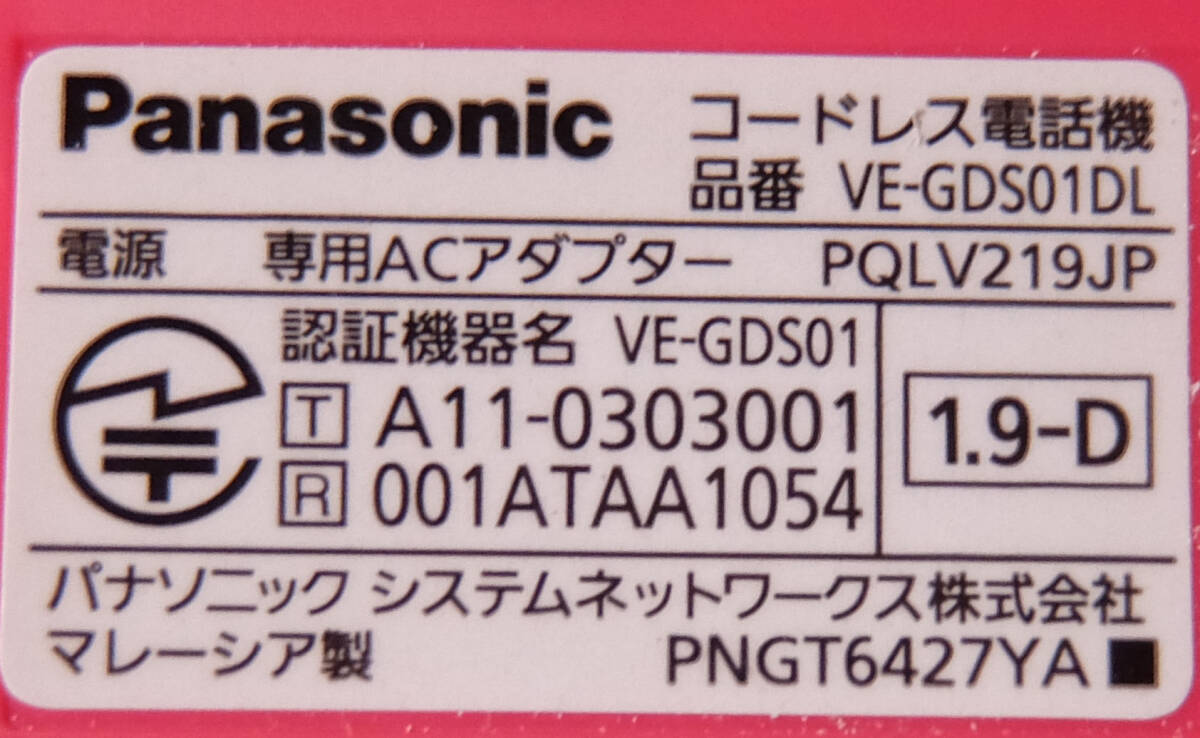 Panasonic コードレス電話機
品番 VE-GDS01DL
電源 専用ACアダプター PQLV219JP
認証機器名 VE-GDS01
T A11-0303001
R 001ATAA1054
1.9-D
パナソニック システムネットワークス株式会社
マレーシア製 PNGT6427YA ■